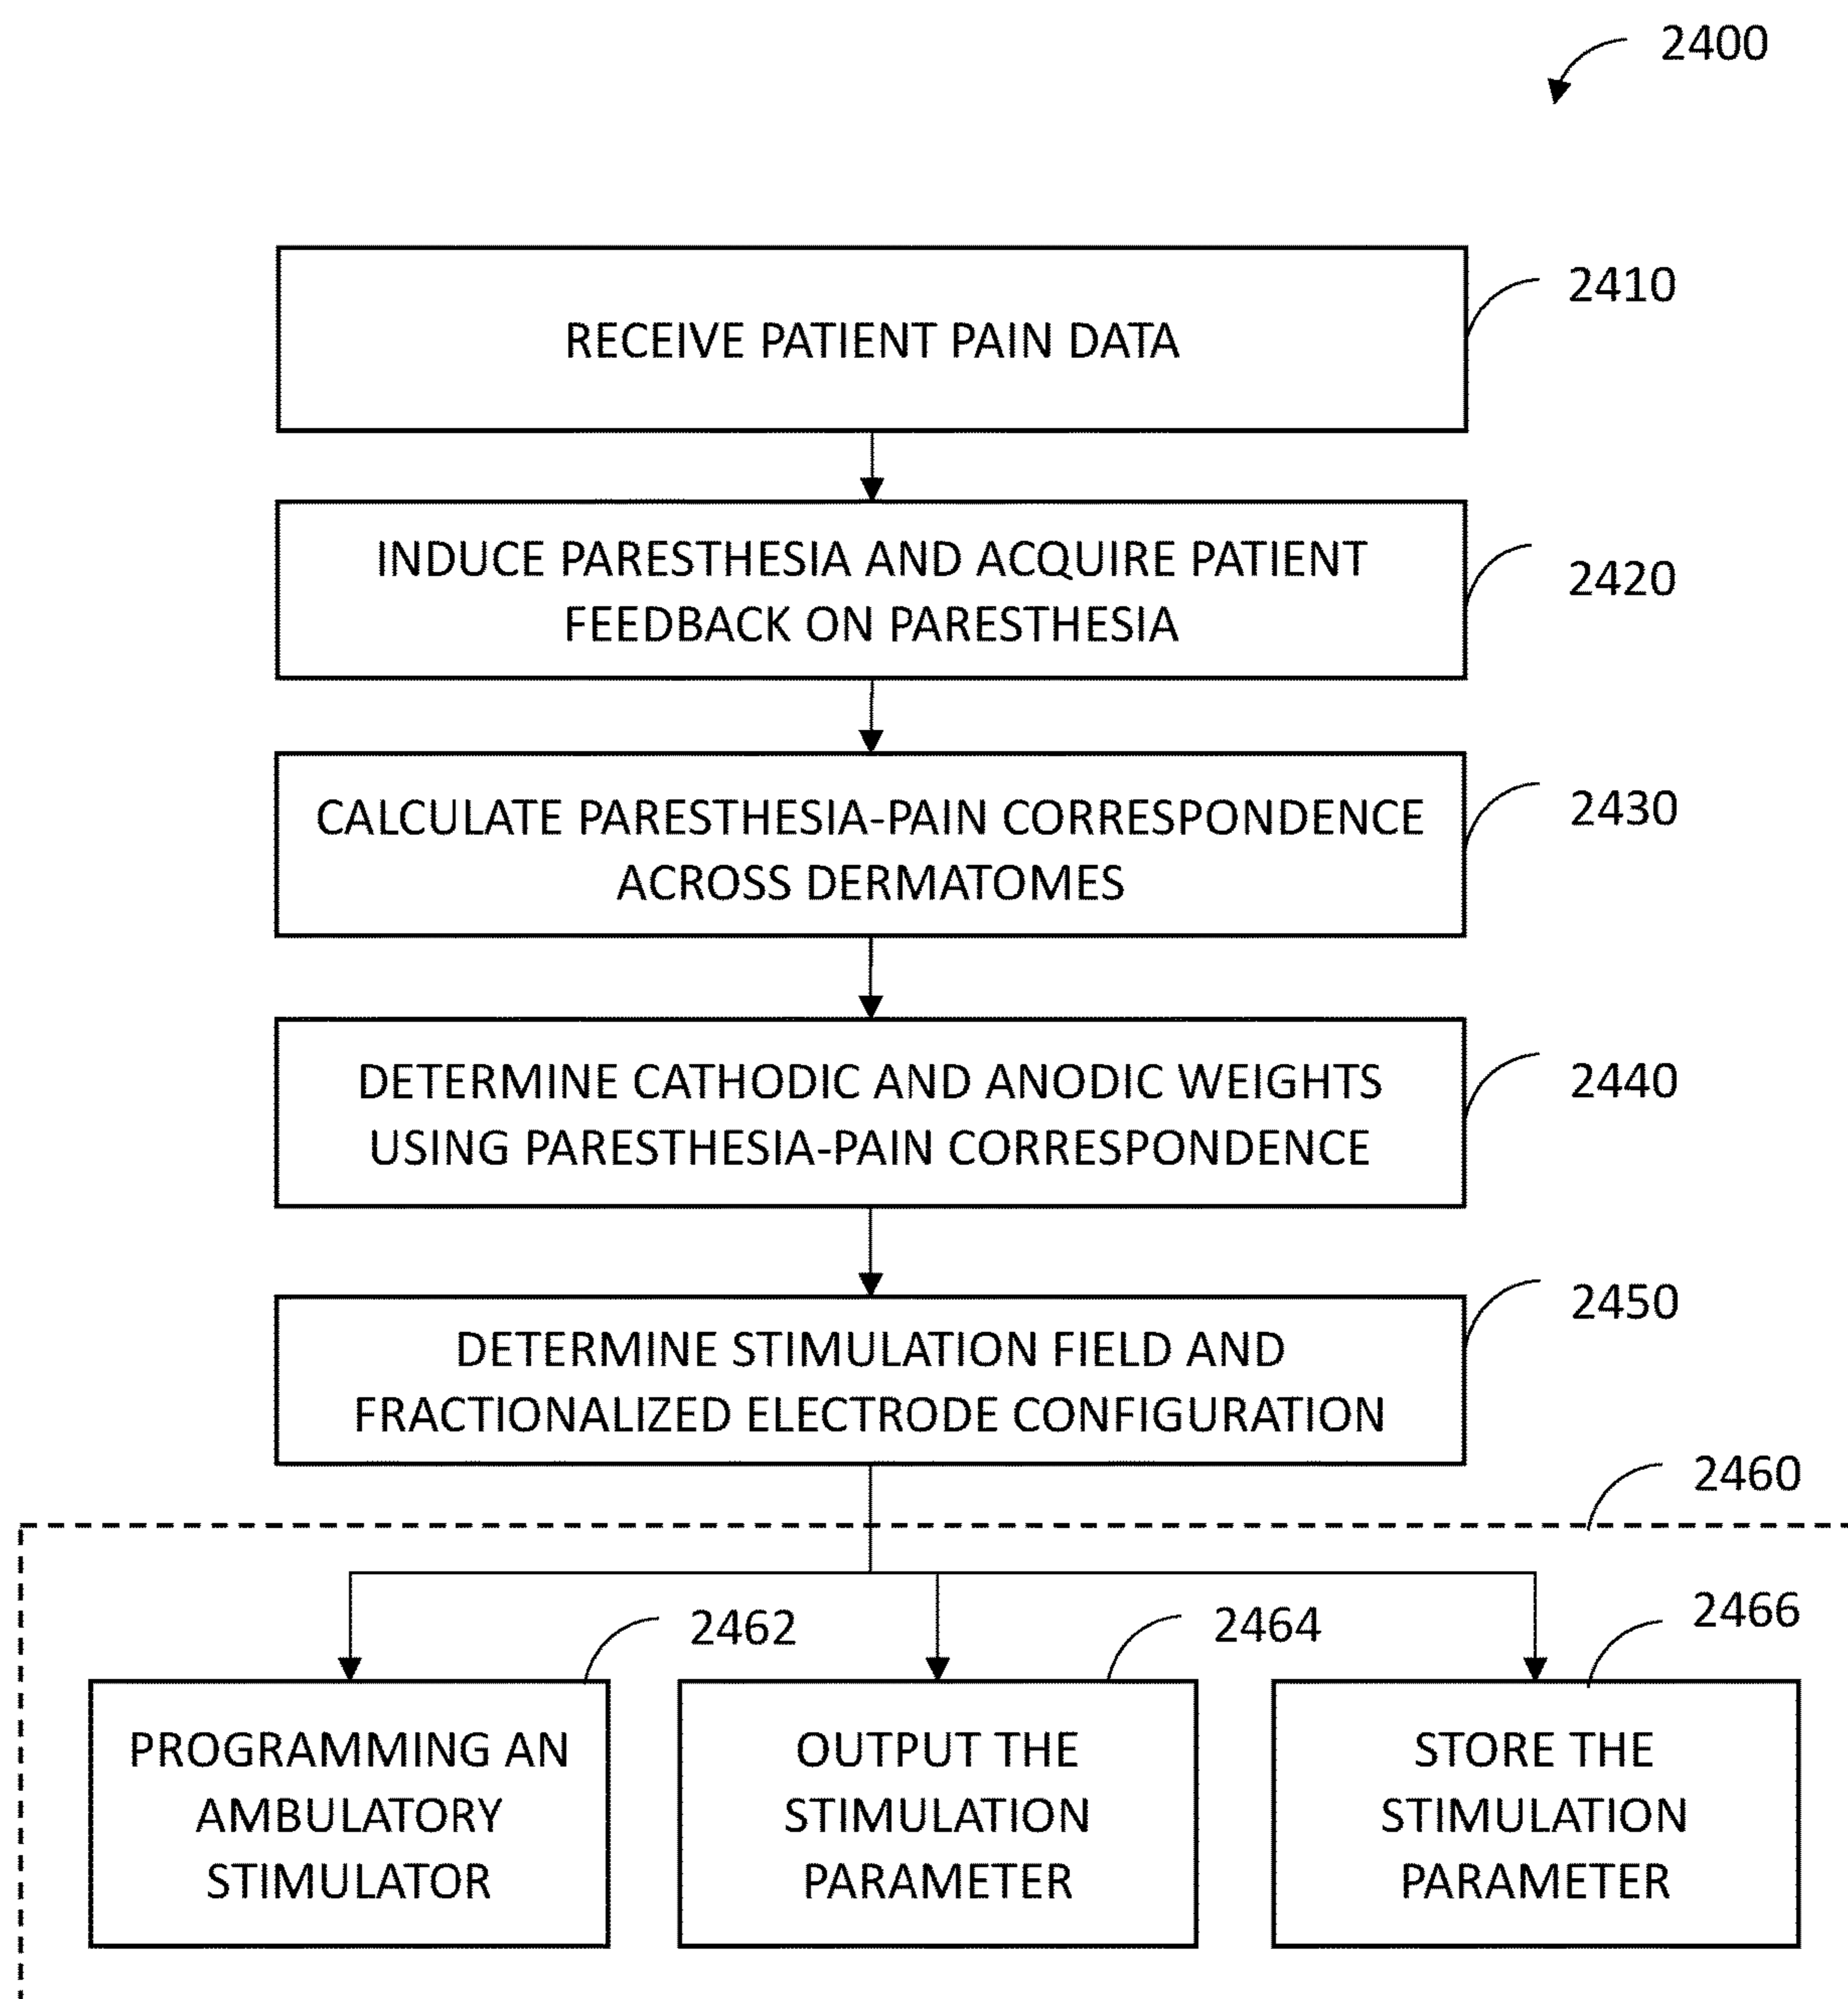 2400
RECEIVE PATIENT PAIN DATA
2410
INDUCE PARESTHESIA AND ACQUIRE PATIENT
FEEDBACK ON PARESTHESIA
2420
CALCULATE PARESTHESIA-PAIN CORRESPONDENCE
ACROSS DERMATOMES
2430
DETERMINE CATHODIC AND ANODIC WEIGHTS
USING PARESTHESIA-PAIN CORRESPONDENCE
2440
DETERMINE STIMULATION FIELD AND
FRACTIONALIZED ELECTRODE CONFIGURATION
2450
2460
2462
PROGRAMMING AN
AMBULATORY
STIMULATOR
2464
OUTPUT THE
STIMULATION
PARAMETER
2466
STORE THE
STIMULATION
PARAMETER